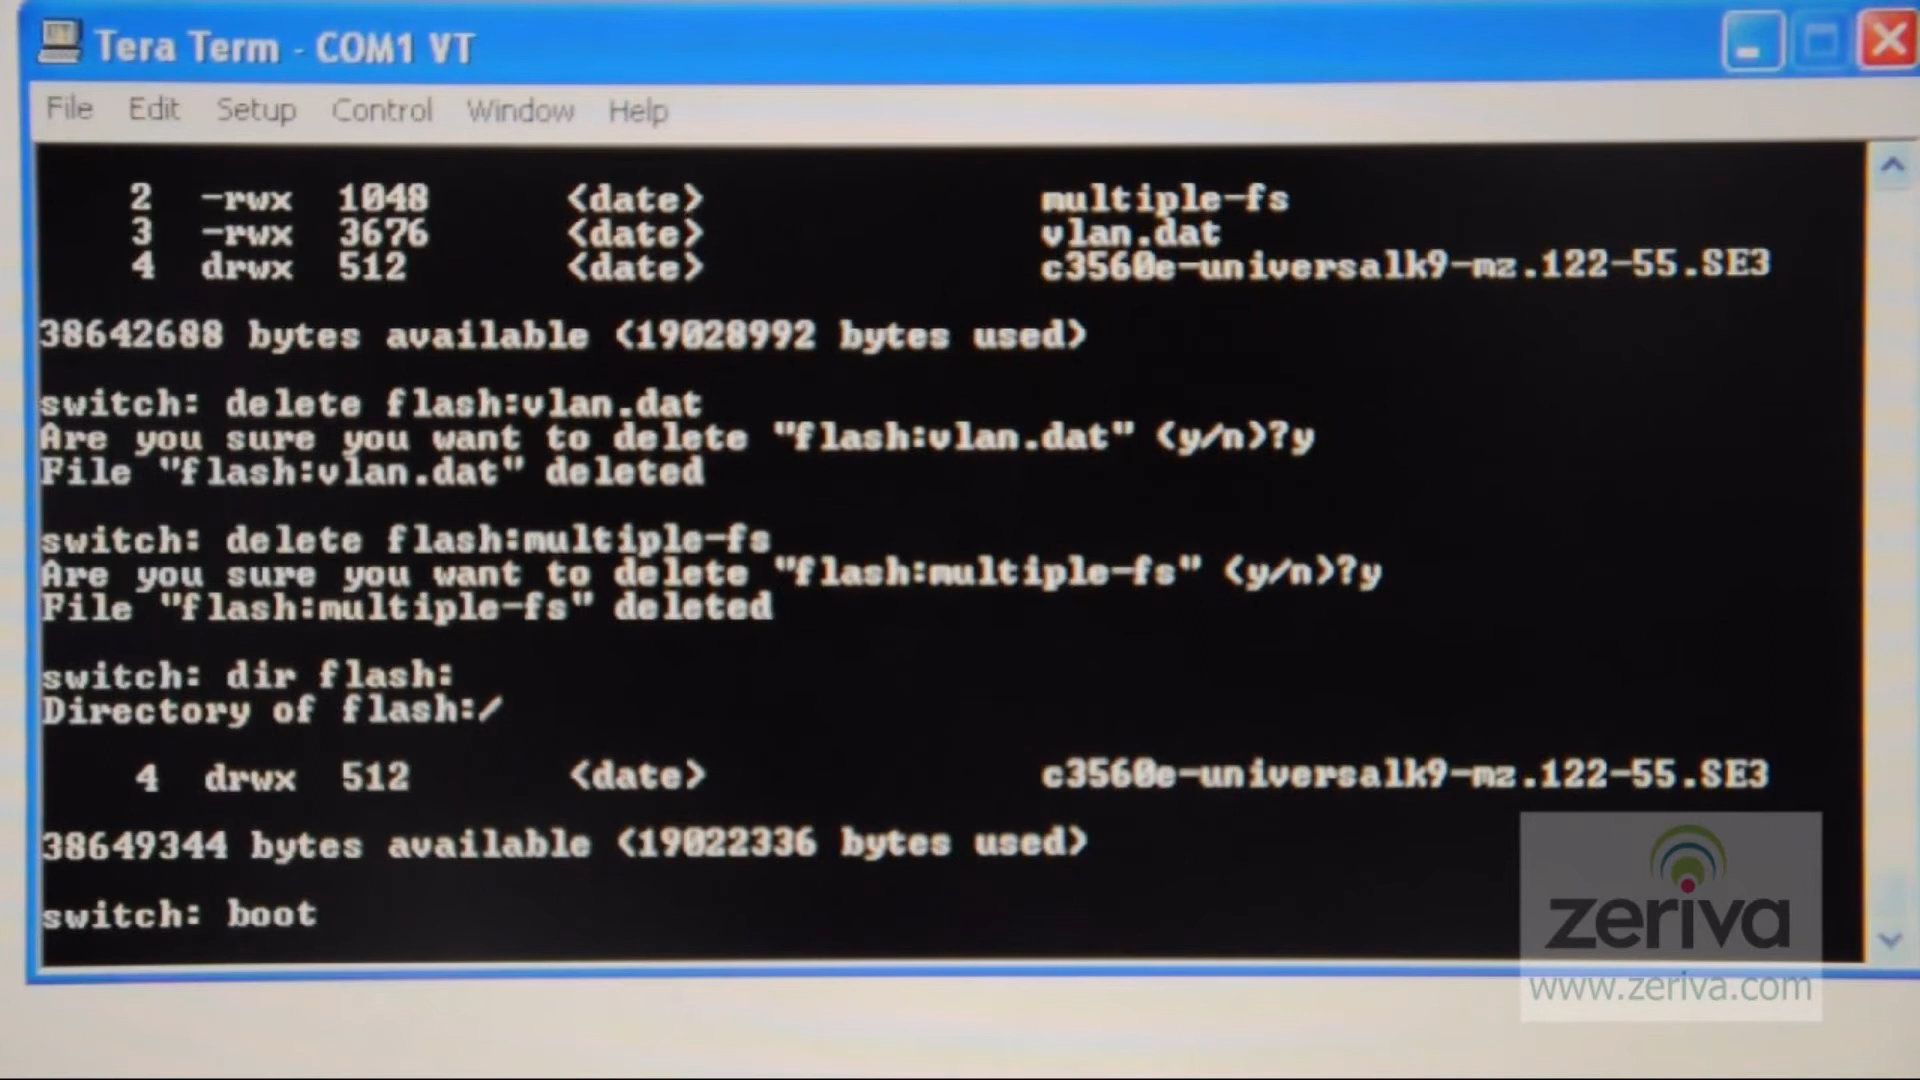 Tera Term - COM1 VT
File Edit Setup Control Window Help
2 -rwx 1048 <date> multiple-fs
3 -rwx 3676 <date> vlan.dat
4 drwx 512 <date> c3560e-universalk9-mz.122-55.SE3
38642688 bytes available (19028992 bytes used)
switch: delete flash:vlan.dat
Are you sure you want to delete "flash:vlan.dat" (y/n)?y
File "flash:vlan.dat" deleted
switch: delete flash:multiple-fs
Are you sure you want to delete "flash:multiple-fs" (y/n)?y
File "flash:multiple-fs" deleted
switch: dir flash:
Directory of flash:/
4 drwx 512 <date> c3560e-universalk9-mz.122-55.SE3
38649344 bytes available (19022336 bytes used)
switch: boot
zeriva
www.zeriva.com